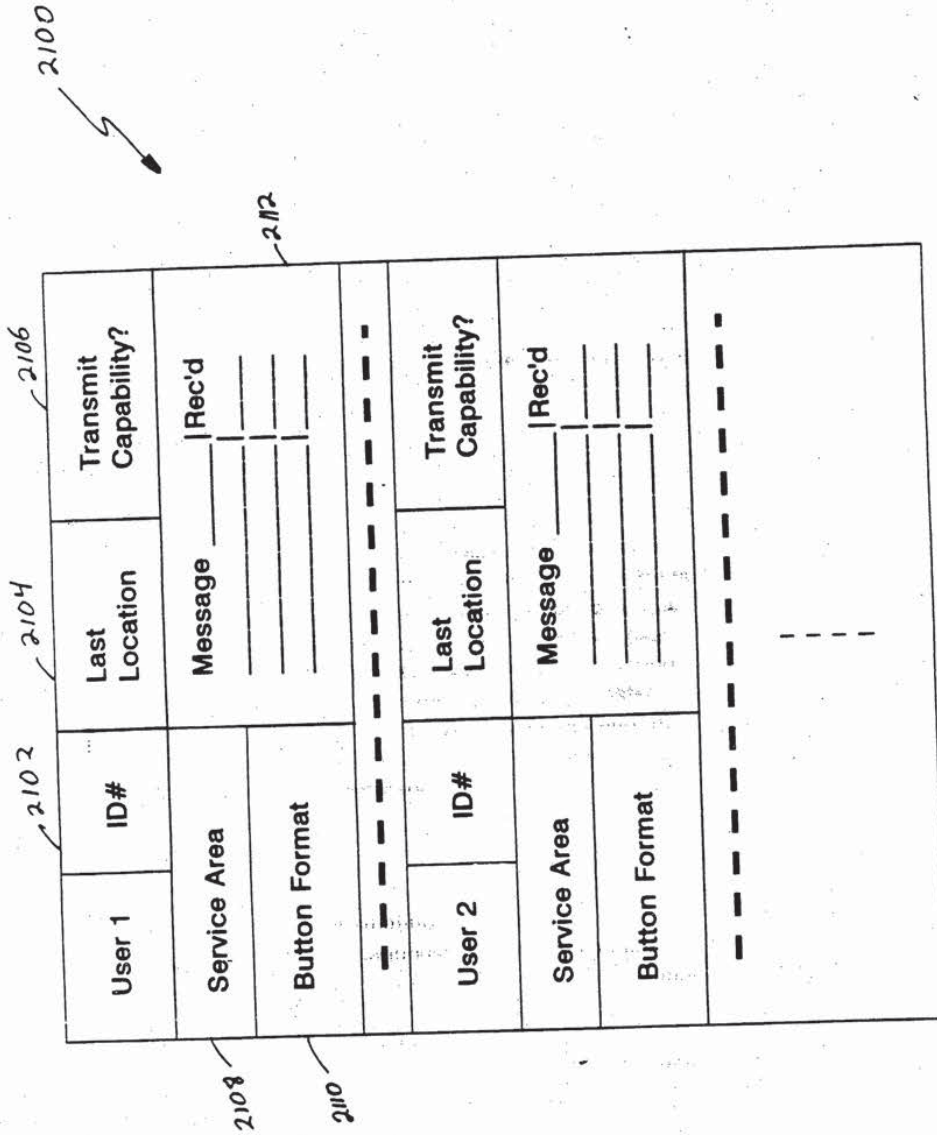 2100
2102
2104
2106
User 1
ID#
Last
Location
Transmit
Capability?
2108
Service Area
Message
Rec'd
2112
2110
Button Format
User 2
ID#
Last
Location
Transmit
Capability?
Service Area
Message
Rec'd
Button Format